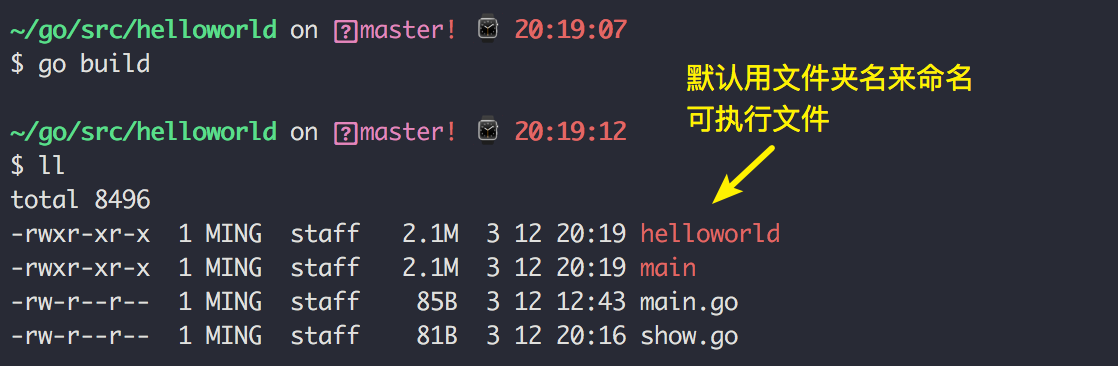 ~/go/src/helloworld on master! ⌚ 20:19:07
$ go build
默认用文件夹名来命名
可执行文件
~/go/src/helloworld on master! ⌚ 20:19:12
$ ll
total 8496
-rwxr-xr-x 1 MING staff 2.1M 3 12 20:19 helloworld
-rwxr-xr-x 1 MING staff 2.1M 3 12 20:19 main
-rw-r--r-- 1 MING staff 85B 3 12 12:43 main.go
-rw-r--r-- 1 MING staff 81B 3 12 20:16 show.go